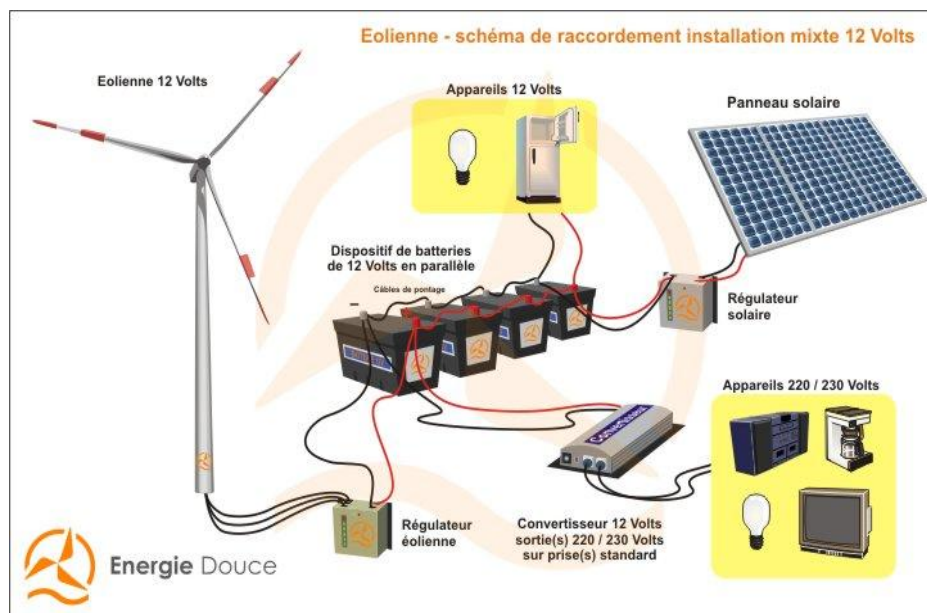 Eolienne - schéma de raccordement installation mixte 12 Volts
Eolienne 12 Volts
Appareils 12 Volts
Panneau solaire
Dispositif de batteries
de 12 Volts en parallèle
Câbles de pontage
Régulateur
solaire
Appareils 220 / 230 Volts
Convertisseur
Régulateur
éolienne
Convertisseur 12 Volts
sortie(s) 220 / 230 Volts
sur prise(s) standard
Energie Douce